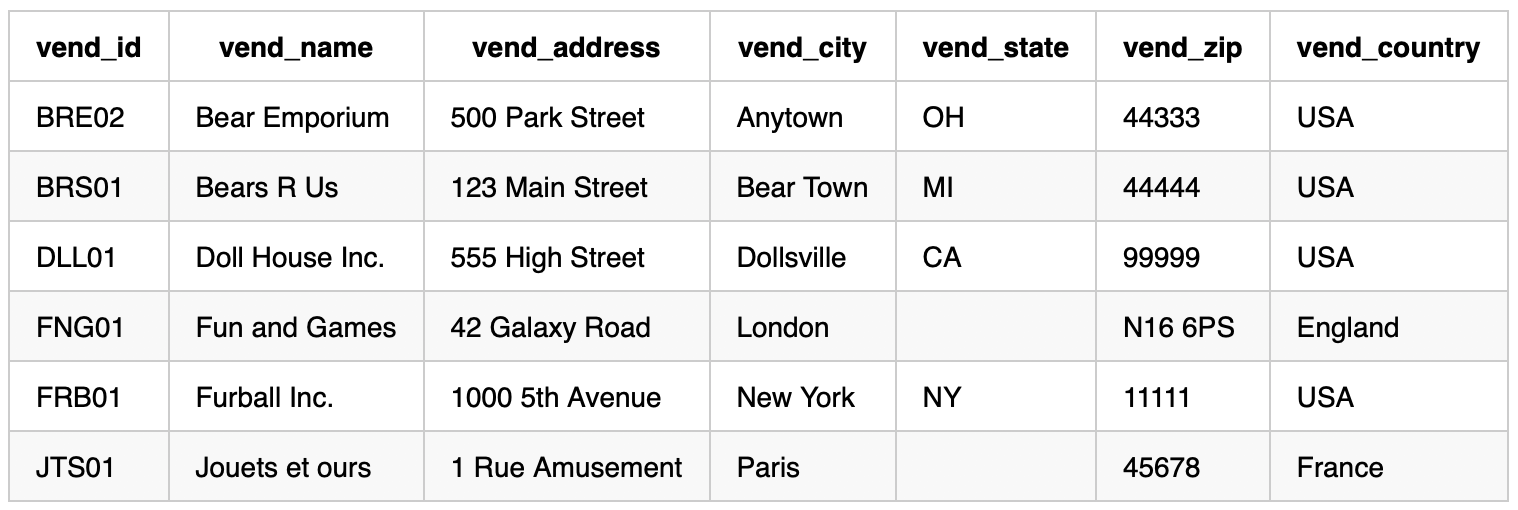 vend_id vend_name vend_address vend_city vend_state vend_zip vend_country
BRE02 Bear Emporium 500 Park Street Anytown OH 44333 USA
BRS01 Bears R Us 123 Main Street Bear Town MI 44444 USA
DLL01 Doll House Inc. 555 High Street Dollsville CA 99999 USA
FNG01 Fun and Games 42 Galaxy Road London N16 6PS England
FRB01 Furball Inc. 1000 5th Avenue New York NY 11111 USA
JTS01 Jouets et ours 1 Rue Amusement Paris 45678 France